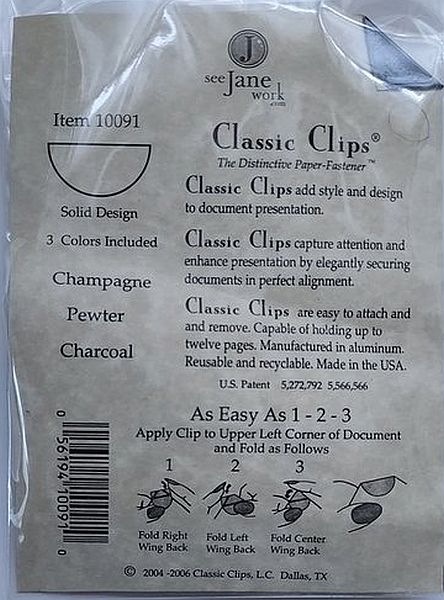 J
see Jane
work
.com
Item 10091
Solid Design
3 Colors Included
Champagne
Pewter
Charcoal
Classic Clips®
The Distinctive Paper-Fastener™
Classic Clips add style and design
to document presentation.
Classic Clips capture attention and
enhance presentation by elegantly securing
documents in perfect alignment.
Classic Clips are easy to attach and
and remove. Capable of holding up to
twelve pages. Manufactured in aluminum.
Reusable and recyclable. Made in the USA.
U.S. Patent 5,272,792 5,566,566
As Easy As 1 - 2 - 3
Apply Clip to Upper Left Corner of Document
and Fold as Follows
1 2 3
Fold Right Fold Left Fold Center
Wing Back Wing Back Wing Back
0 56194 10091 0
© 2004 -2006 Classic Clips, L.C. Dallas, TX